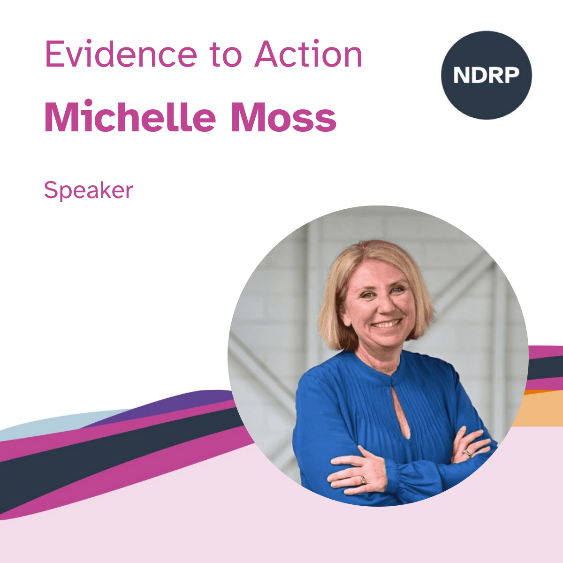 Evidence to Action
NDRP
Michelle Moss
Speaker